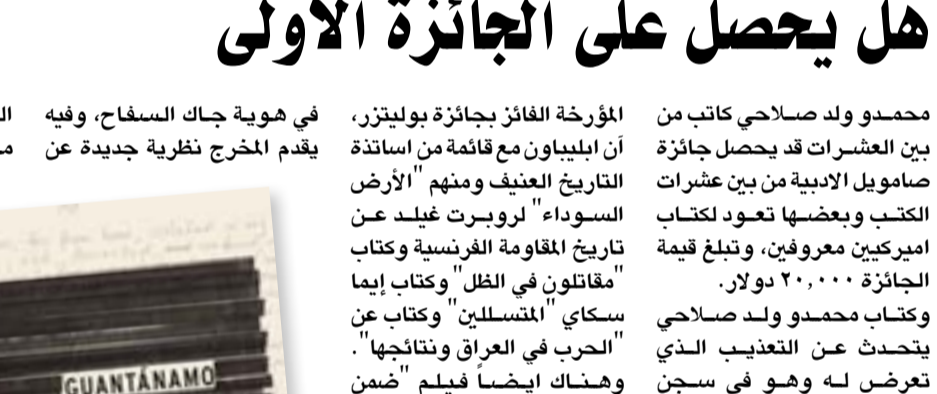 هل يحصل على الجائزة الاولى
محمدو ولد صلاحي كاتب من
بين العشرات قد يحصل جائزة
صامويل الادبية من بين عشرات
الكتب وبعضها تعود لكتاب
اميركيين معروفين، وتبلغ قيمة
الجائزة ٢٠,٠٠٠ دولار.
وكتاب محمدو ولد صلاحي
يتحدث عن التعذيب الذي
تعرض له وهو في سجن
المؤرخة الفائز بجائزة بوليتزر،
آن ابليباون مع قائمة من اساتذة
التاريخ العنيف ومنهم "الأرض
السوداء" لروبرت غيلد عن
تاريخ المقاومة الفرنسية وكتاب
"مقاتلون في الظل" وكتاب إيما
سكاي "المتسللين" وكتاب عن
"الحرب في العراق ونتائجها".
وهناك ايضاً فيلم "ضمن
في هوية جاك السفاح، وفيه
يقدم المخرج نظرية جديدة عن
GUANTÁNAMO